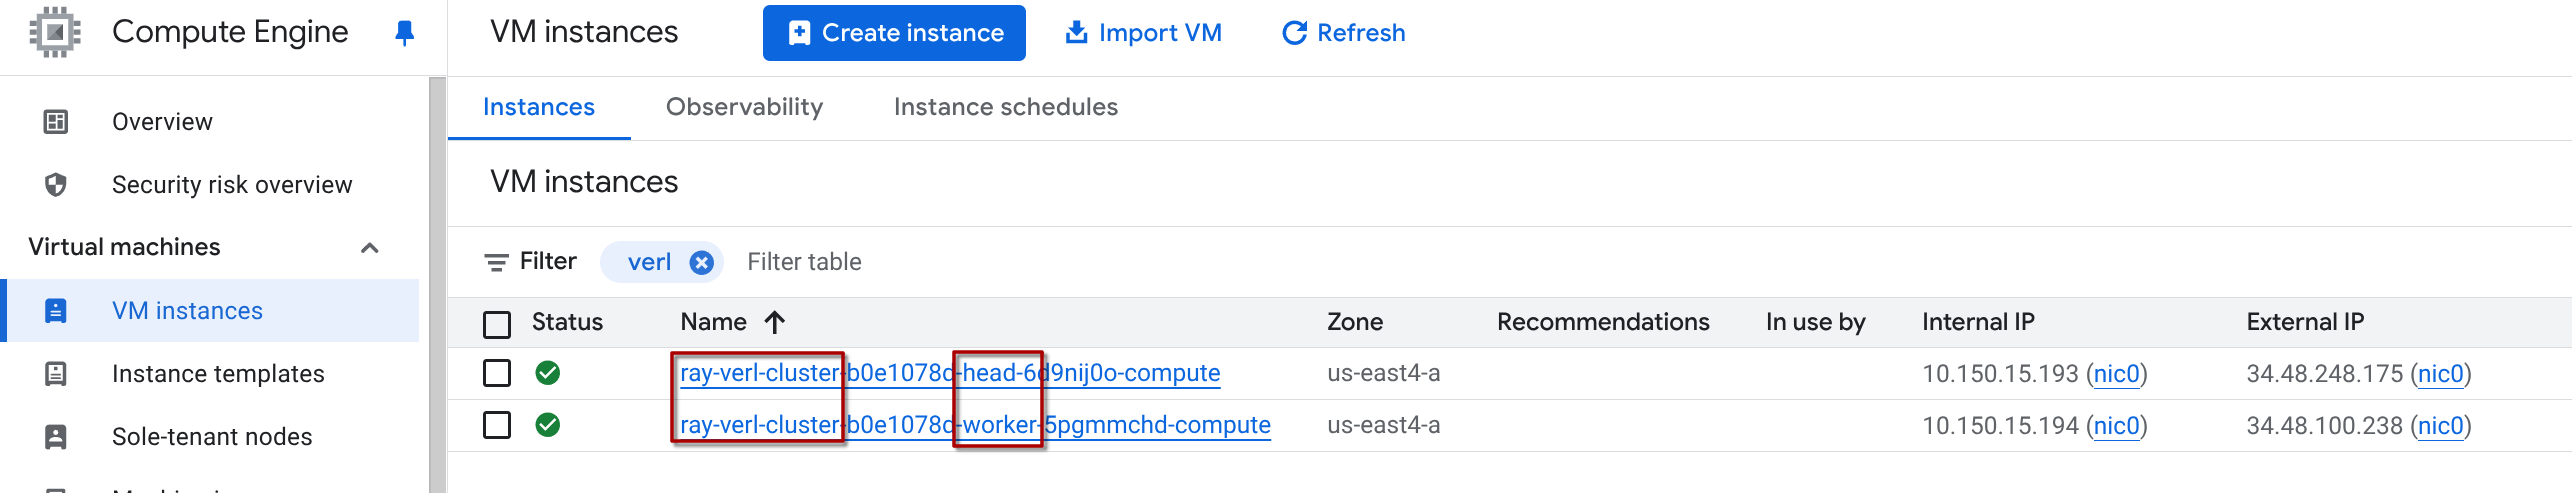 Compute Engine
VM instances
Create instance
Import VM
Refresh
Overview
Security risk overview
Virtual machines
VM instances
Instance templates
Sole-tenant nodes
Instances
Observability
Instance schedules
VM instances
Filter
verl
Filter table
Status Name Zone Recommendations In use by Internal IP External IP
ray-verl-cluster-b0e1078d-head-6d9nij0o-compute us-east4-a 10.150.15.193 (nic0) 34.48.248.175 (nic0)
ray-verl-cluster-b0e1078d-worker-5pgmmchd-compute us-east4-a 10.150.15.194 (nic0) 34.48.100.238 (nic0)